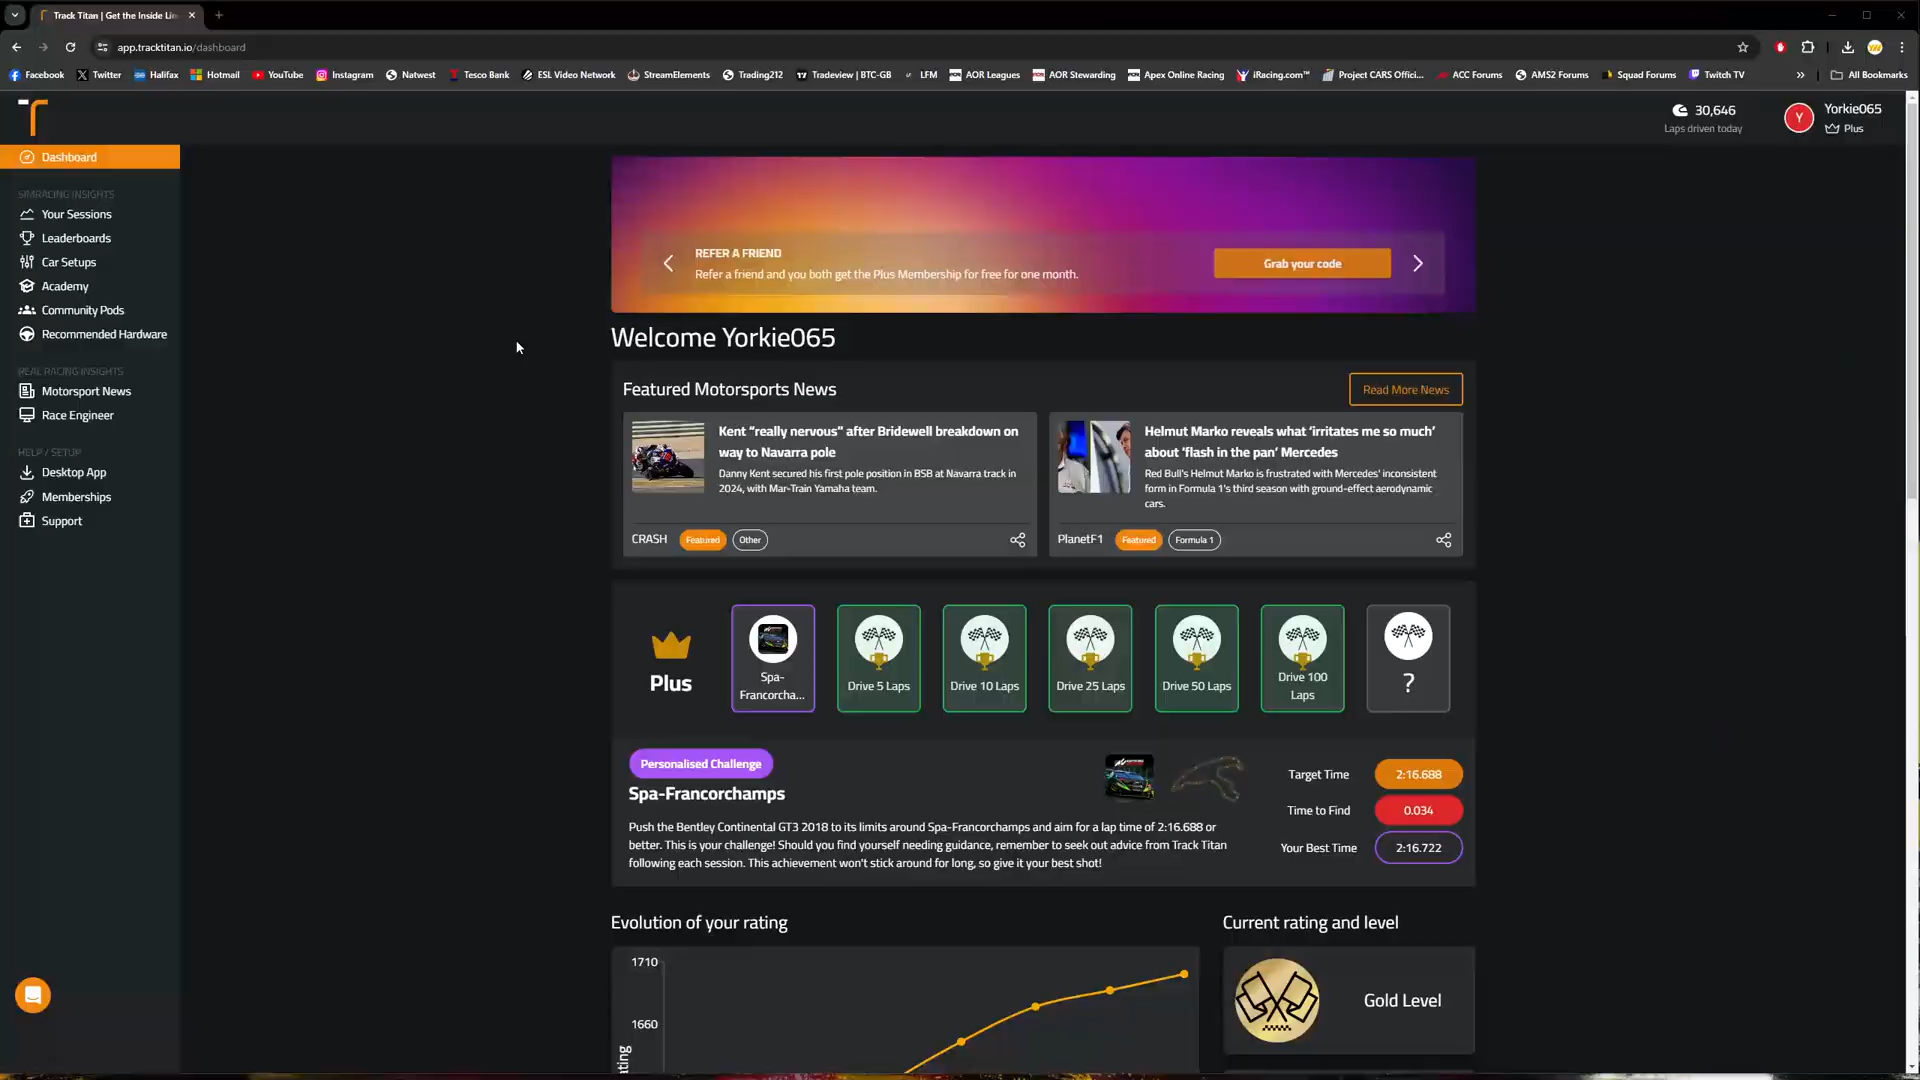 Track Titan | Get the Inside Lin
app.tracktitan.io/dashboard
Facebook
Twitter
Halifax
Hotmail
YouTube
Instagram
Natwest
Tesco Bank
ESL Video Network
StreamElements
Trading212
Tradeview | BTC-GB
LFM
AOR Leagues
AOR Stewarding
Apex Online Racing
iRacing.com™
Project CARS Offici...
ACC Forums
AMS2 Forums
Squad Forums
Twitch TV
»
All Bookmarks
30,646
Laps driven today
Y
Yorkie065
Plus
Dashboard
SIMRACING INSIGHTS
Your Sessions
Leaderboards
Car Setups
Academy
Community Pods
Recommended Hardware
REAL RACING INSIGHTS
Motorsport News
Race Engineer
HELP / SETUP
Desktop App
Memberships
Support
REFER A FRIEND
Refer a friend and you both get the Plus Membership for free for one month.
Grab your code
Welcome Yorkie065
Featured Motorsports News
Read More News
Kent “really nervous” after Bridewell breakdown on
way to Navarra pole
Danny Kent secured his first pole position in BSB at Navarra track in
2024, with Mar-Train Yamaha team.
CRASH
Featured
Other
Helmut Marko reveals what ‘irritates me so much’
about ‘flash in the pan’ Mercedes
Red Bull's Helmut Marko is frustrated with Mercedes' inconsistent
form in Formula 1's third season with ground-effect aerodynamic
cars.
PlanetF1
Featured
Formula 1
Plus
Spa-
Francorcha...
Drive 5 Laps
Drive 10 Laps
Drive 25 Laps
Drive 50 Laps
Drive 100
Laps
?
Personalised Challenge
Spa-Francorchamps
Push the Bentley Continental GT3 2018 to its limits around Spa-Francorchamps and aim for a lap time of 2:16.688 or
better. This is your challenge! Should you find yourself needing guidance, remember to seek out advice from Track Titan
following each session. This achievement won't stick around for long, so give it your best shot!
Target Time
2:16.688
Time to Find
0.034
Your Best Time
2:16.722
Evolution of your rating
1710
1660
ating
Current rating and level
Gold Level